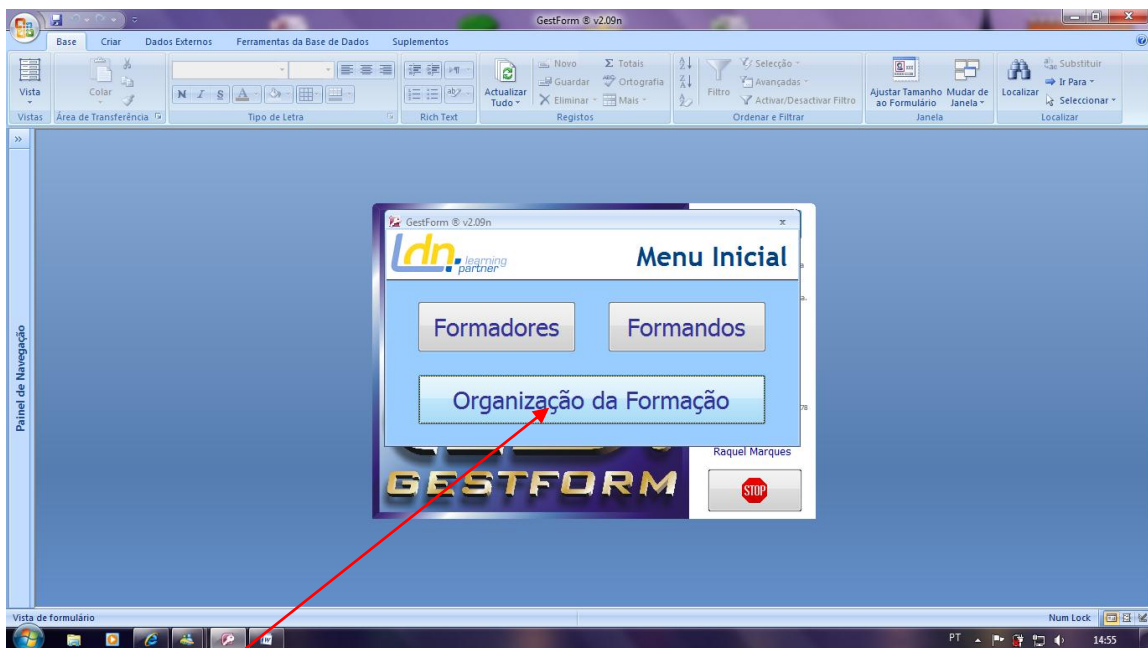 GestForm ® v2.09n
Base Criar Dados Externos Ferramentas da Base de Dados Suplementos
Vista
Vistas
Colar
Área de Transferência
N I S
Tipo de Letra
Rich Text
Actualizar Tudo
Novo
Guardar
Eliminar
Σ Totais
Ortografia
Mais
Registos
Filtro
Selecção
Avançadas
Activar/Desactivar Filtro
Ordenar e Filtrar
Ajustar Tamanho ao Formulário
Mudar de Janela
Janela
Localizar
Substituir
Ir Para
Seleccionar
Localizar
Painel de Navegação
GestForm ® v2.09n
ldn. learning partner
Menu Inicial
Formadores
Formandos
Organização da Formação
a.
78
Raquel Marques
GESTFORM
STOP
Vista de formulário
Num Lock
PT
14:55